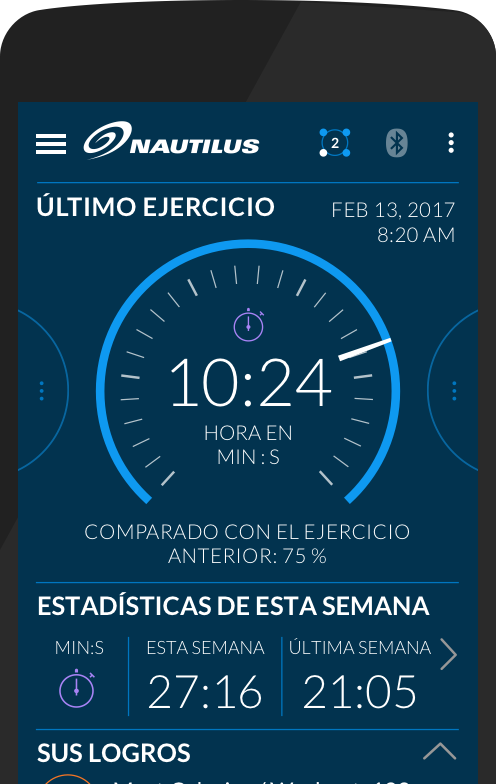 NAUTILUS
2
ÚLTIMO EJERCICIO
FEB 13, 2017
8:20 AM
10:24
HORA EN
MIN : S
COMPARADO CON EL EJERCICIO
ANTERIOR: 75 %
ESTADÍSTICAS DE ESTA SEMANA
MIN:S
ESTA SEMANA
27:16
ÚLTIMA SEMANA
21:05
SUS LOGROS